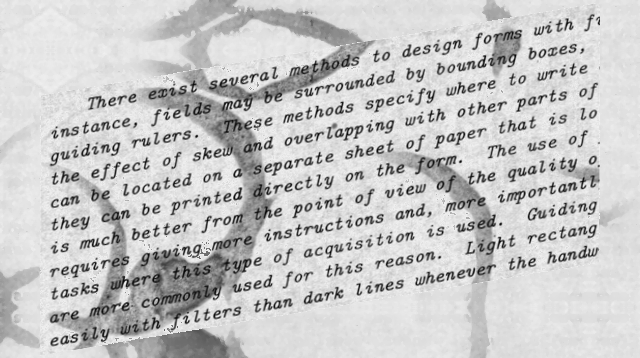 There exist several methods to design forms with
instance, fields may be surrounded by bounding boxes,
guiding rulers. These methods specify where to write
the effect of skew and overlapping with other parts of
can be located on a separate sheet of paper that is lo
they can be printed directly on the form. The use of
is much better from the point of view of the quality o
requires giving more instructions and, more importantl
tasks where this type of acquisition is used. Guiding
are more commonly used for this reason. Light rectang
easily with filters than dark lines whenever the handw